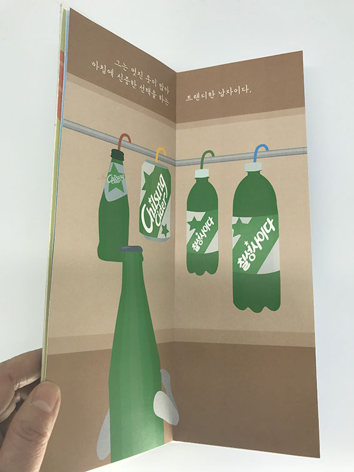 그는 멋진 옷이 많아
아침에 신중한 선택을 하는
트랜디한 남자이다.
Chilsung
Chilsung
Cider
칠성사이다
칠성사이다